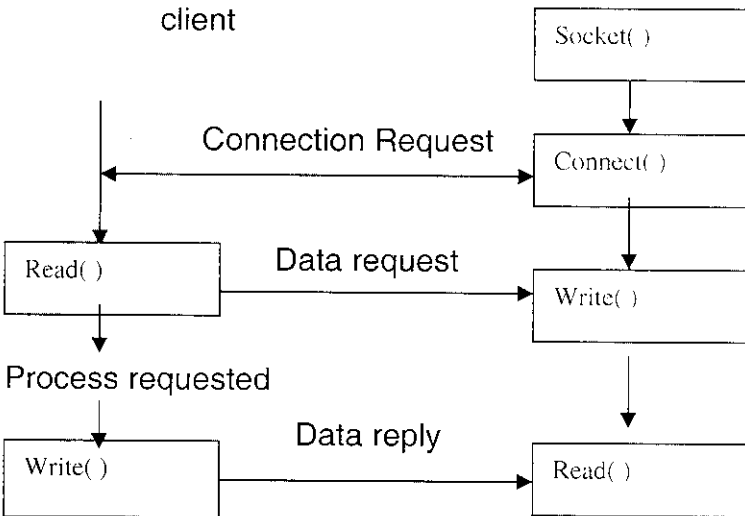 client
Socket( )
Connection Request
Connect( )
Read( )
Data request
Write( )
Process requested
Write( )
Data reply
Read( )